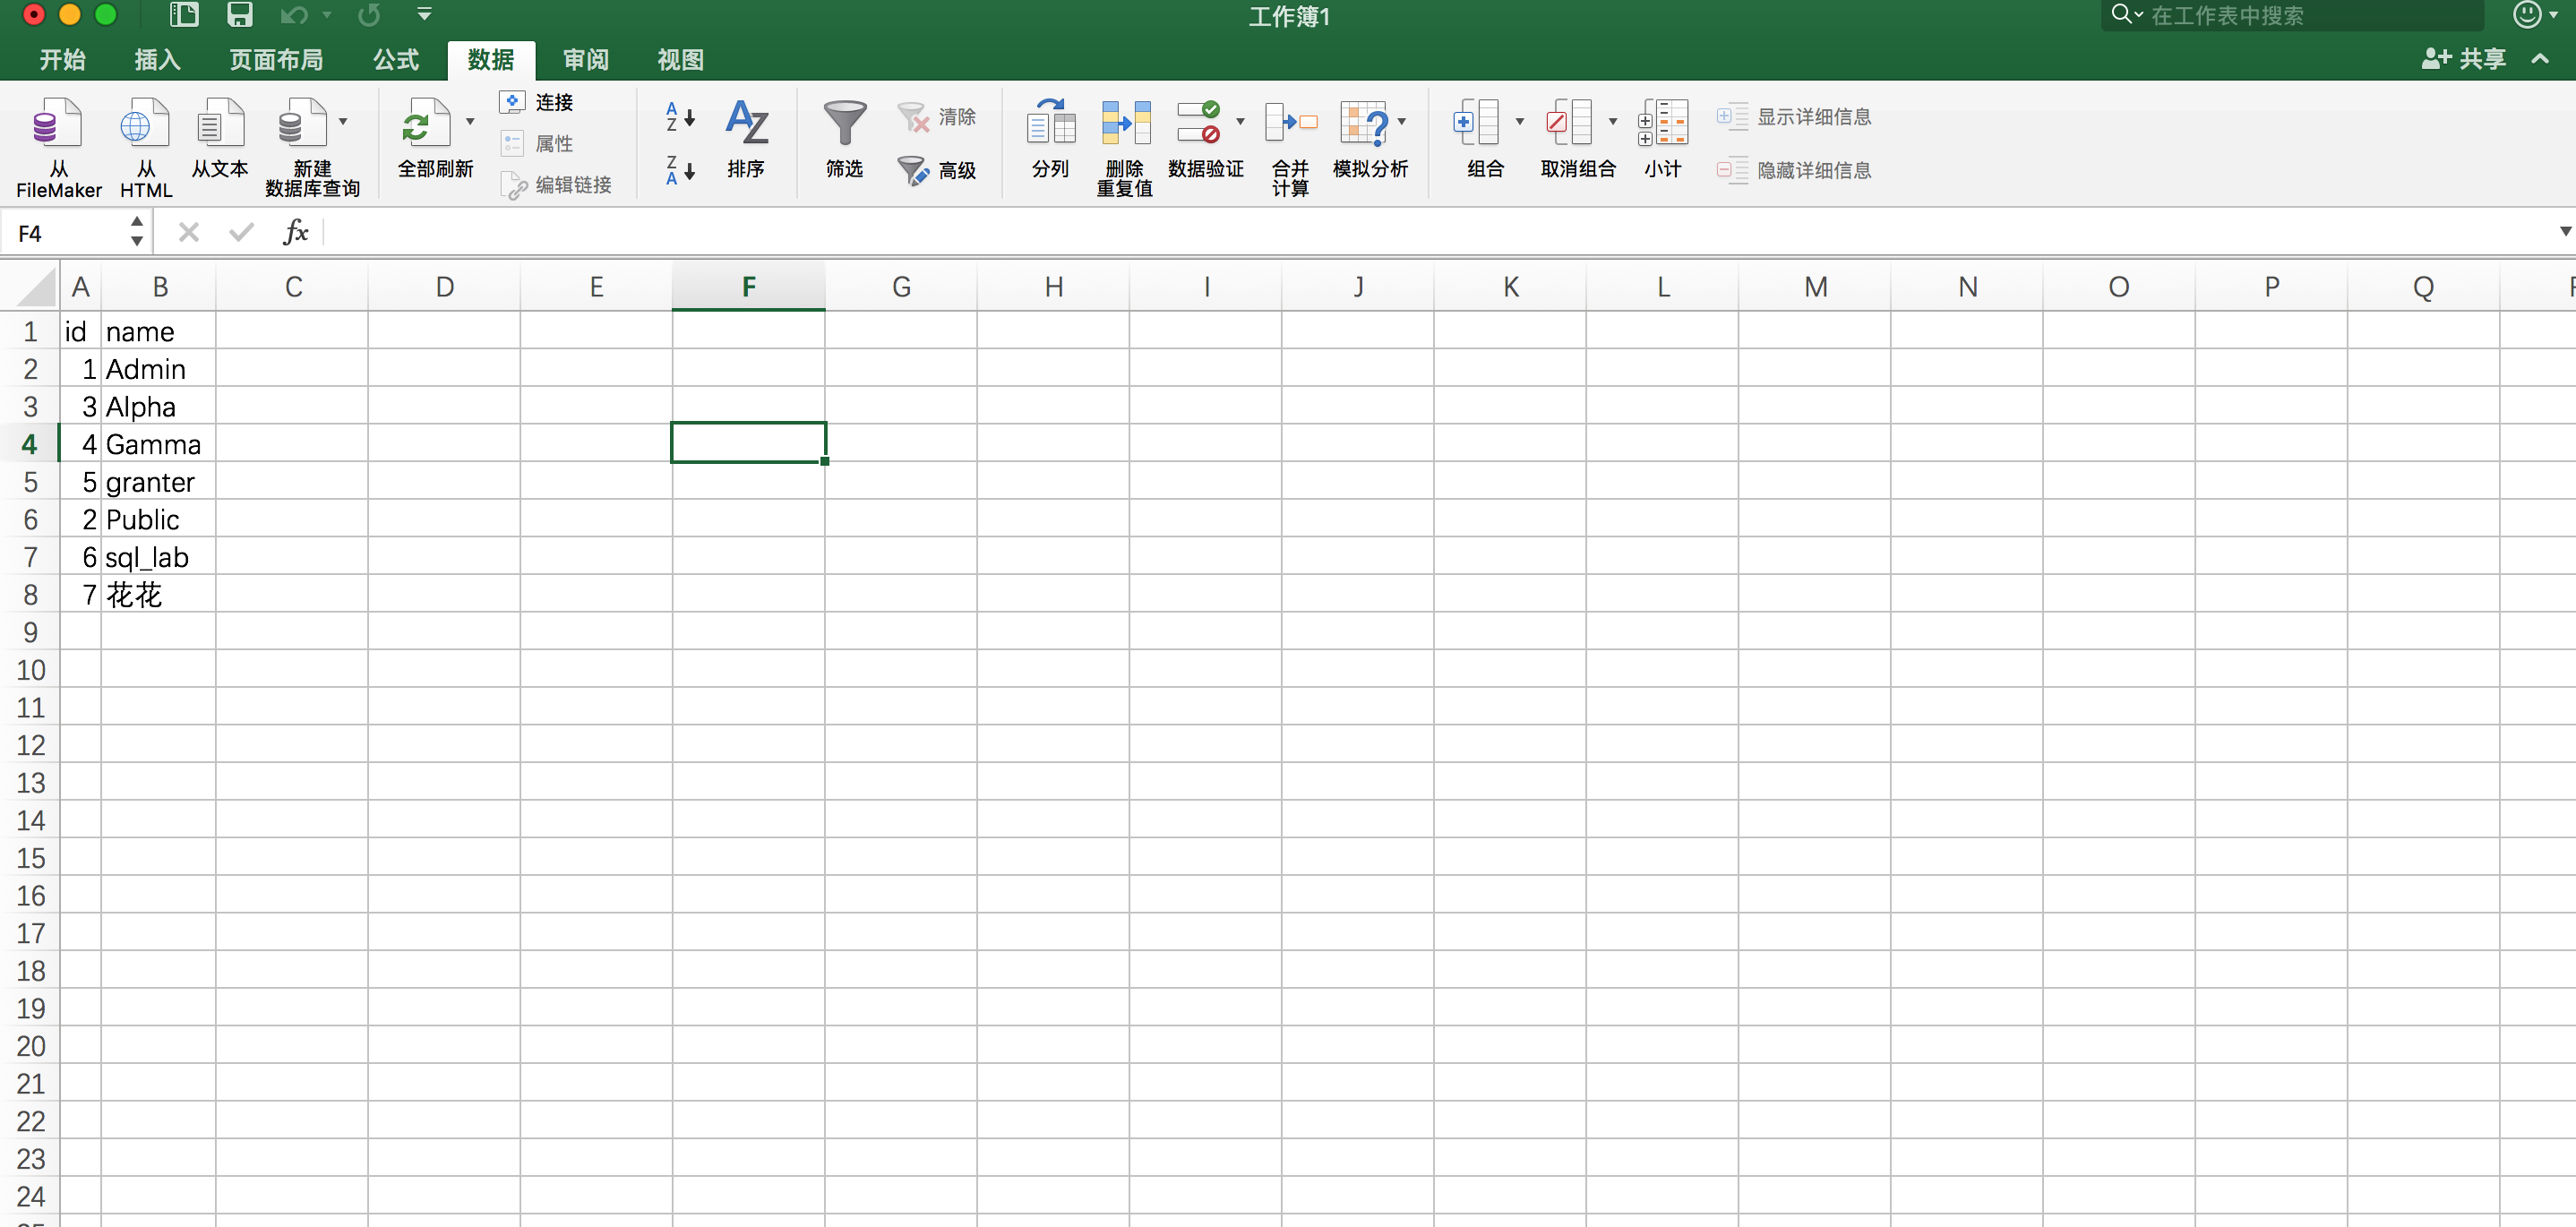 工作簿1
在工作表中搜索
开始 插入 页面布局 公式 数据 审阅 视图
共享
从 FileMaker
从 HTML
从文本
新建 数据库查询
全部刷新
连接
属性
编辑链接
排序
筛选
清除
高级
分列
删除 重复值
数据验证
合并 计算
模拟分析
组合
取消组合
小计
显示详细信息
隐藏详细信息
F4
fx
A B C D E F G H I J K L M N O P Q
1 id name
2 1 Admin
3 3 Alpha
4 4 Gamma
5 5 granter
6 2 Public
7 6 sql_lab
8 7 花花
9
10
11
12
13
14
15
16
17
18
19
20
21
22
23
24